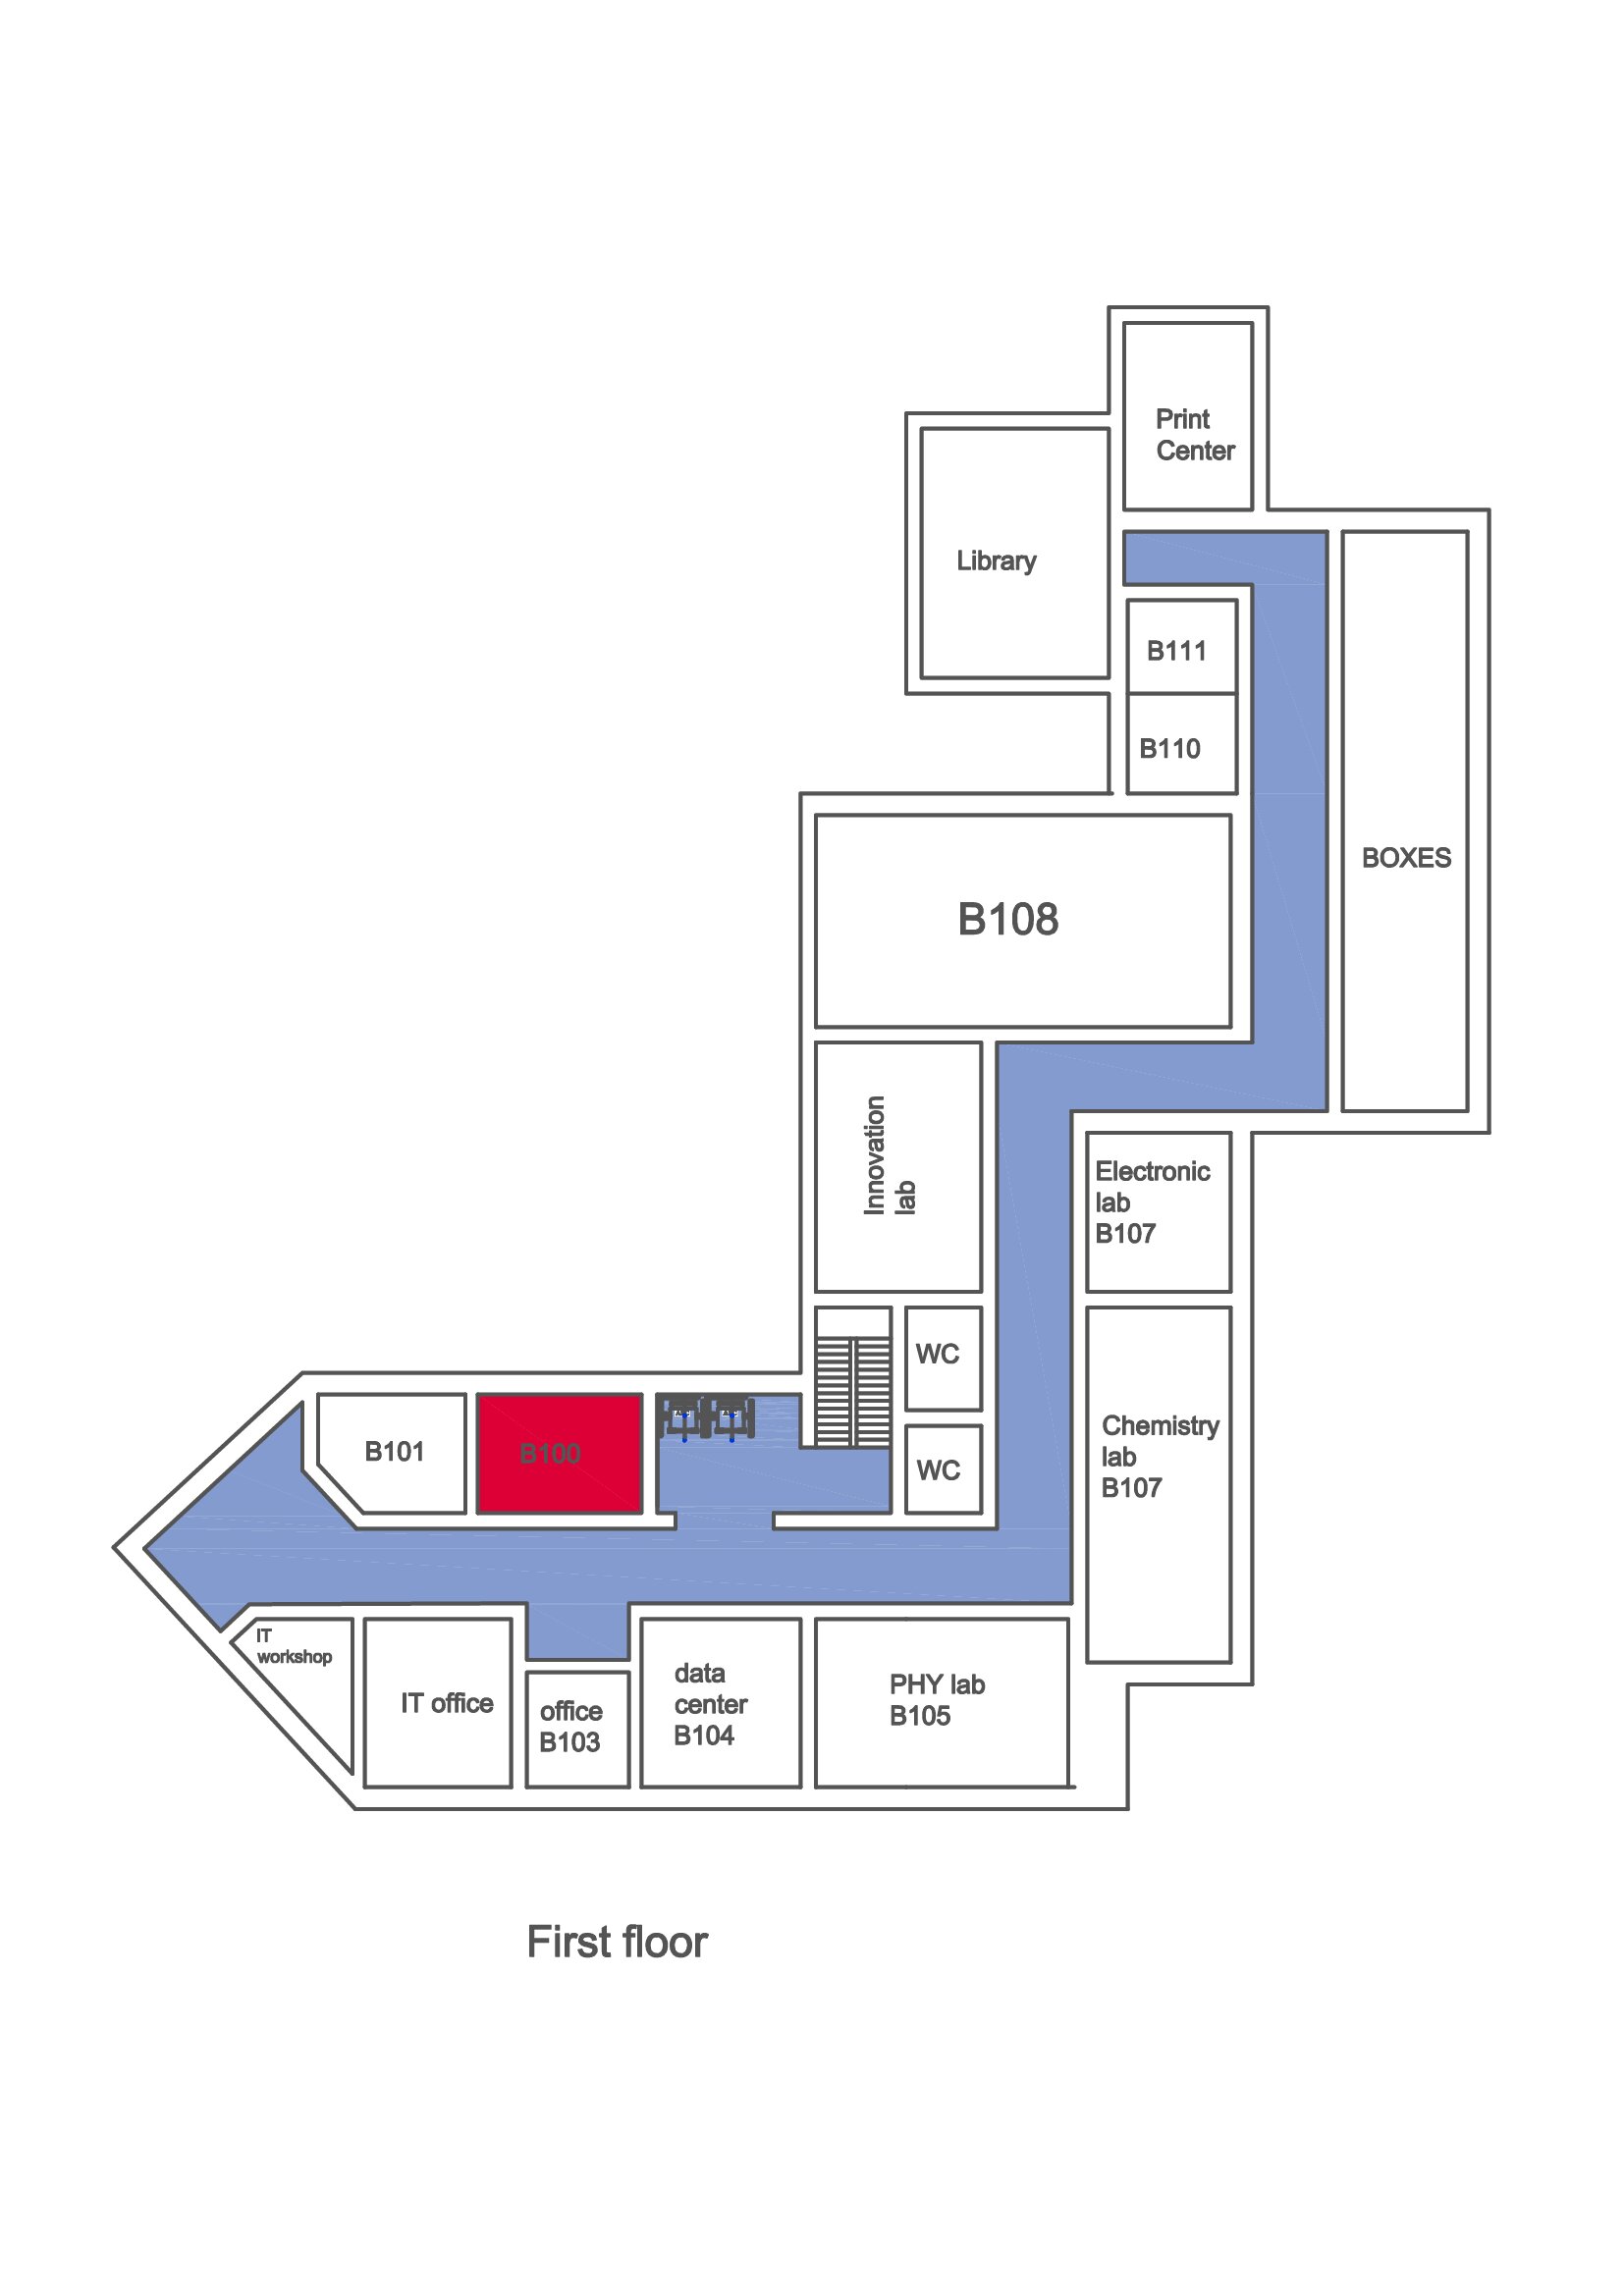 Print
Center
Library
B111
B110
BOXES
B108
Innovation
lab
Electronic
lab
B107
WC
Chemistry
lab
B107
WC
B101
B100
IT
workshop
IT office
office
B103
data
center
B104
PHY lab
B105
First floor